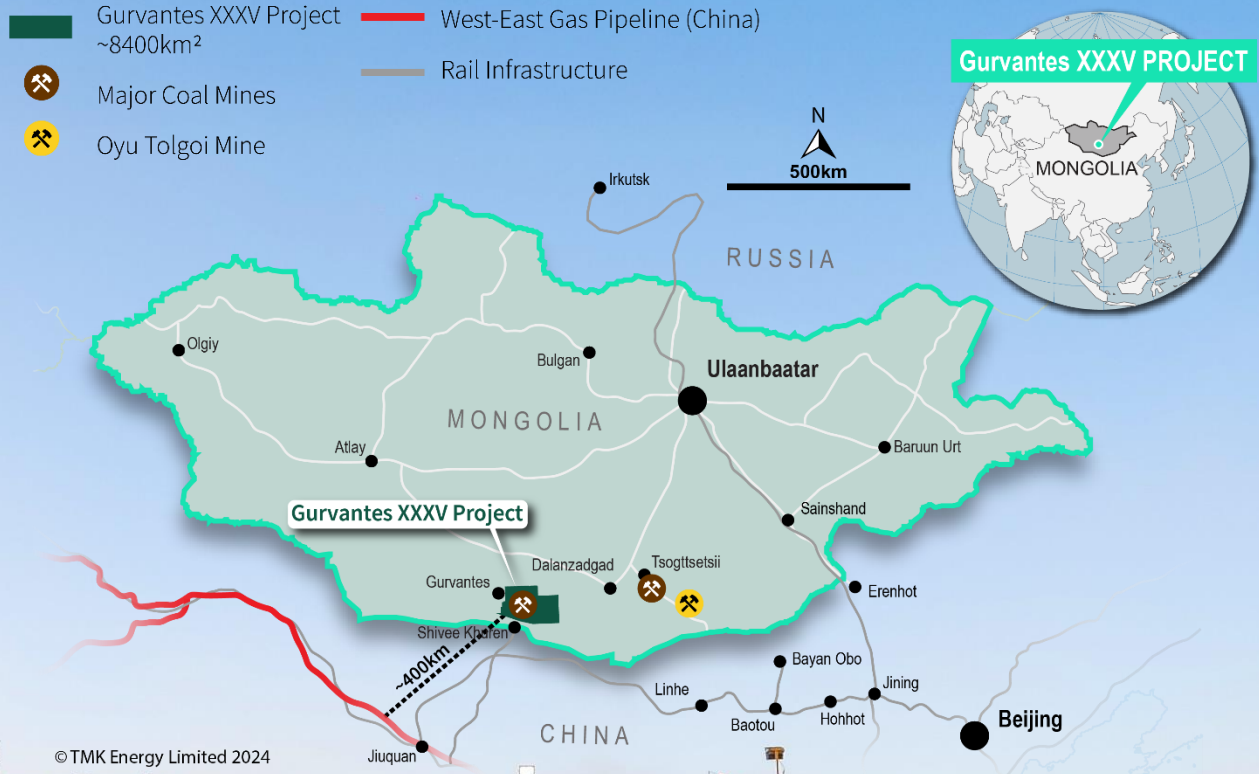 Gurvantes XXXV Project
~8400km²
Major Coal Mines
Oyu Tolgoi Mine
West-East Gas Pipeline (China)
Rail Infrastructure
N
500km
Gurvantes XXXV PROJECT
MONGOLIA
Irkutsk
RUSSIA
Olgiy
Bulgan
Ulaanbaatar
MONGOLIA
Atlay
Baruun Urt
Gurvantes XXXV Project
Sainshand
Dalanzadgad
Tsogttsetsii
Gurvantes
Erenhot
Shivee Khuren
~400km
Bayan Obo
Linhe
Jining
Baotou
Hohhot
Beijing
CHINA
Jiuquan
©TMK Energy Limited 2024